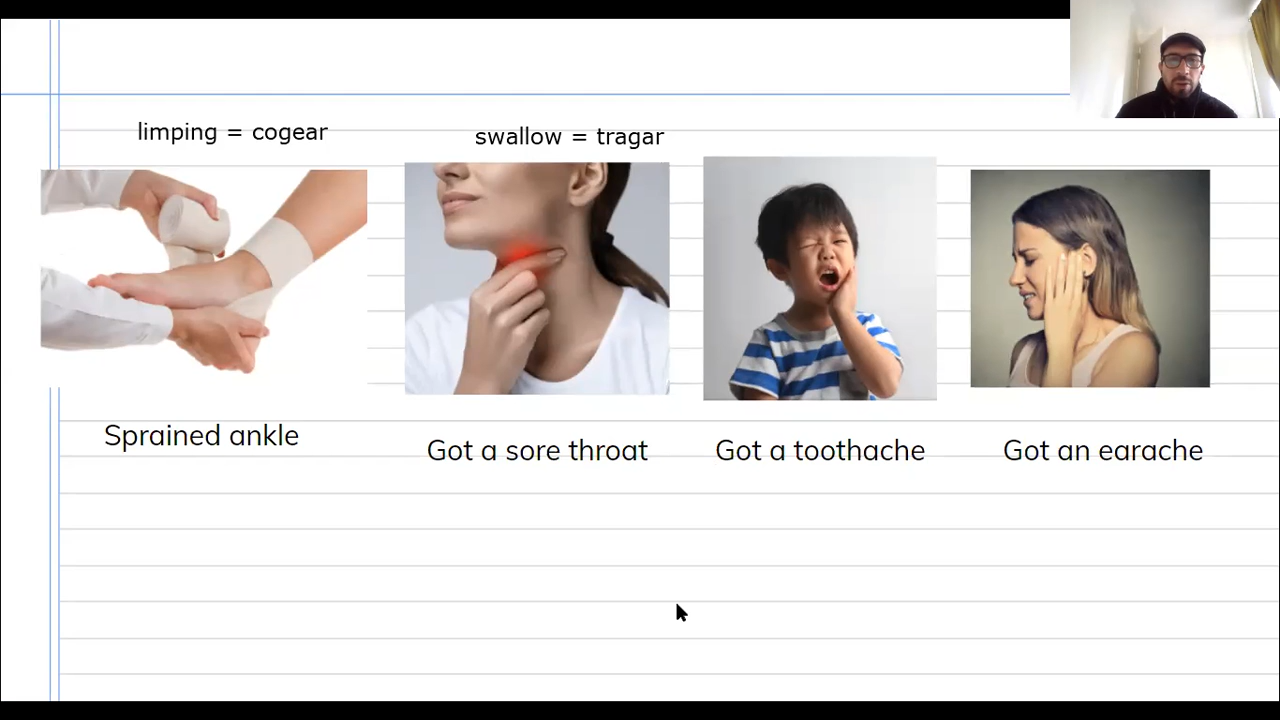 limping = cogear
swallow = tragar
Sprained ankle
Got a sore throat
Got a toothache
Got an earache